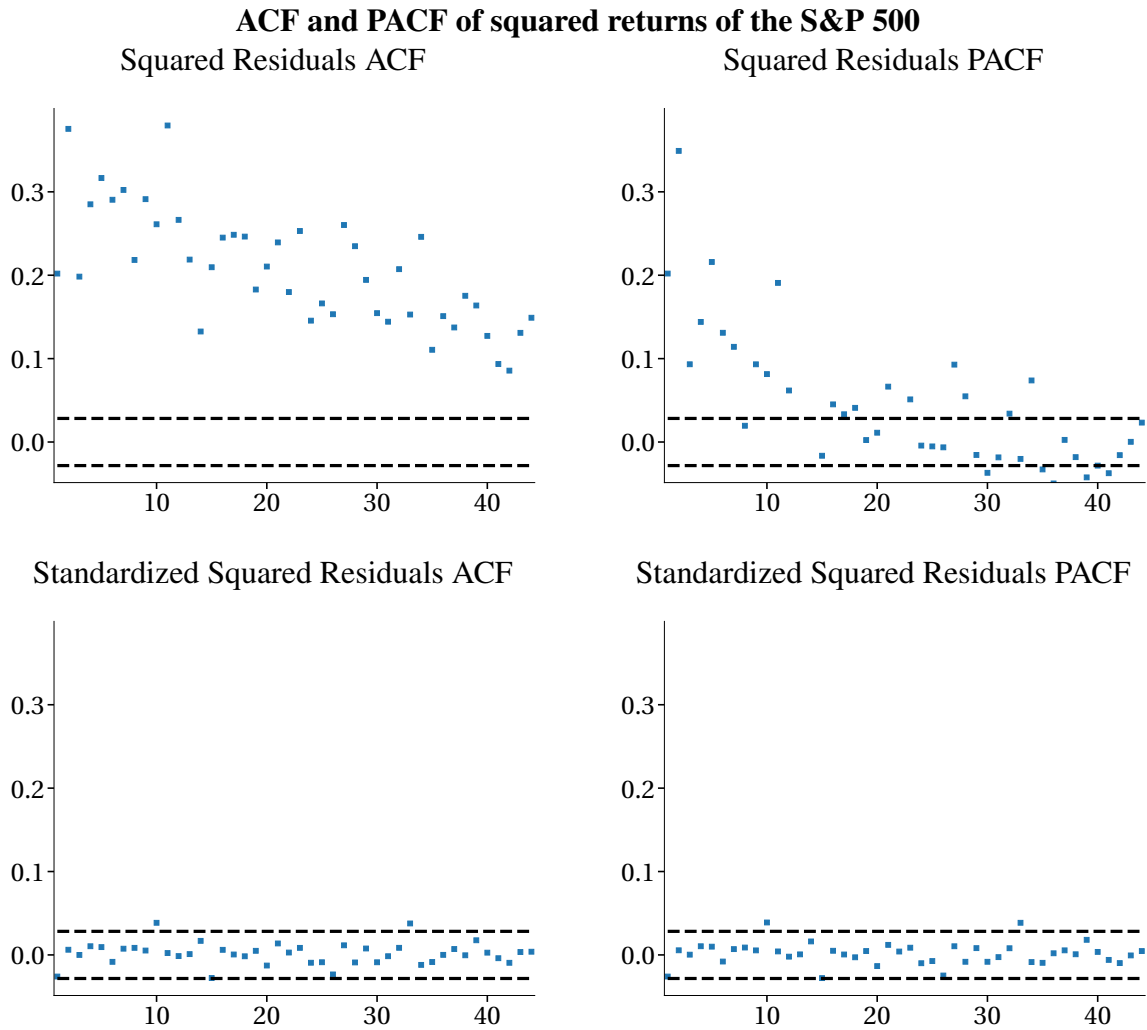 ACF and PACF of squared returns of the S&P 500
Squared Residuals ACF
Squared Residuals PACF
0.3
0.2
0.1
0.0
10 20 30 40
0.3
0.2
0.1
0.0
10 20 30 40
Standardized Squared Residuals ACF
Standardized Squared Residuals PACF
0.3
0.2
0.1
0.0
10 20 30 40
0.3
0.2
0.1
0.0
10 20 30 40